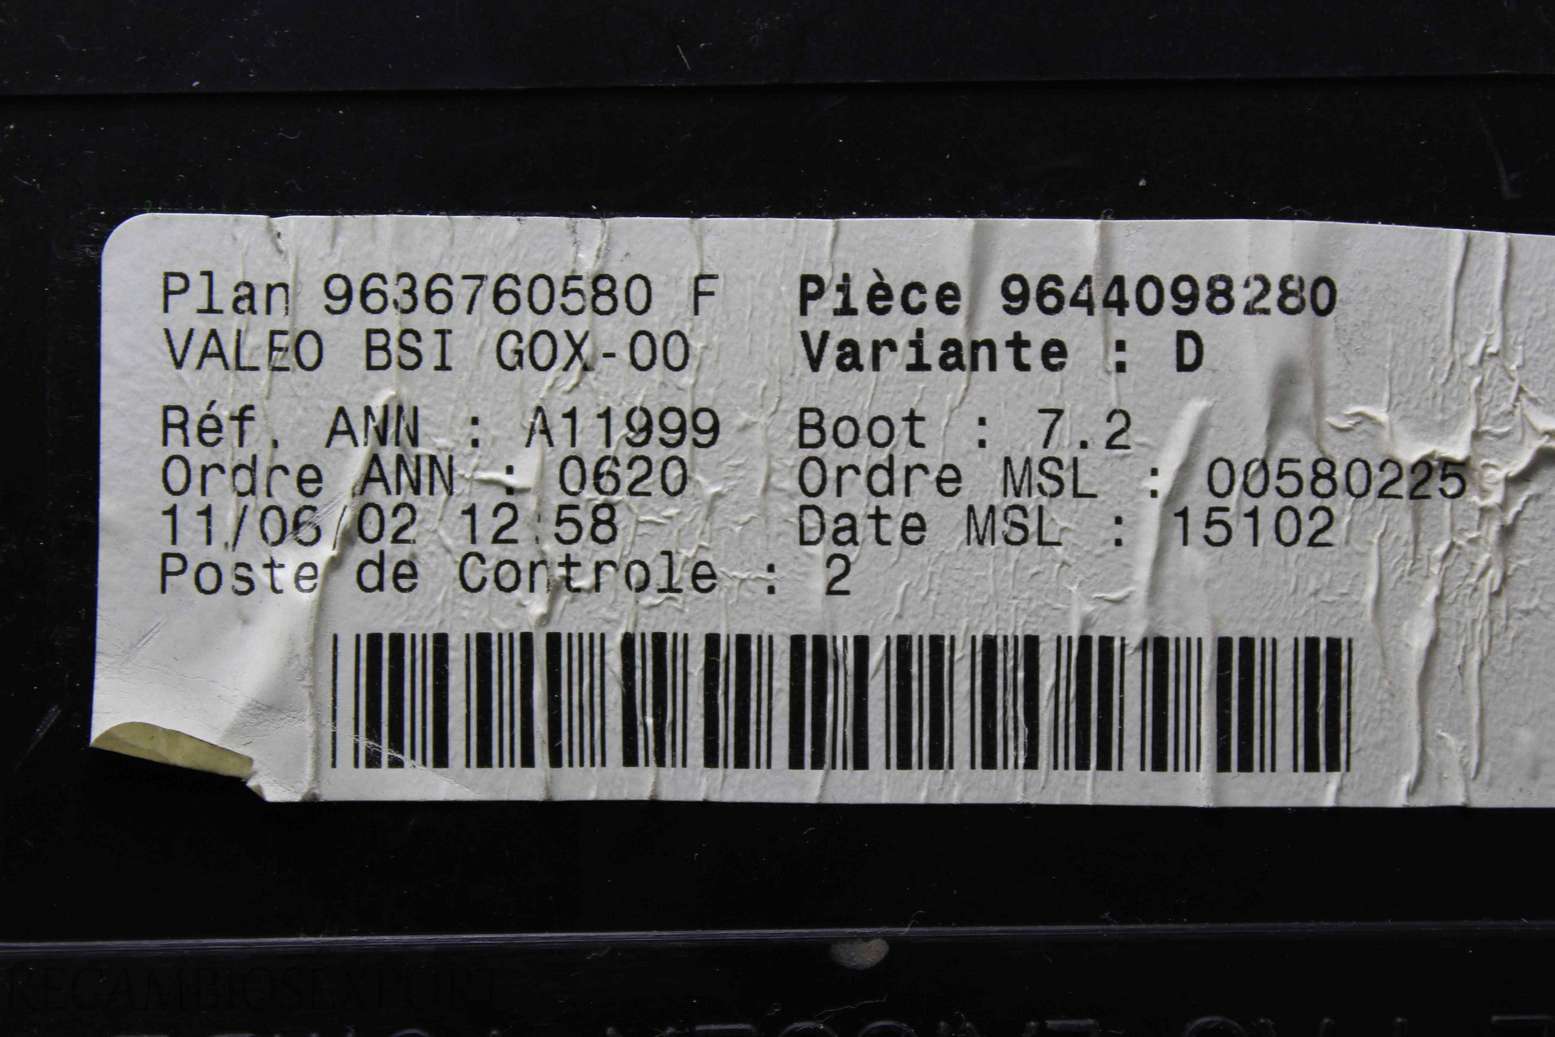 Plan 9636760580 F Pièce 9644098280
VALEO BSI GOX-00 Variante : D
Réf. ANN : A11999 Boot : 7.2
Ordre ANN : 0620 Ordre MSL : 00580225
11/06/02 12:58 Date MSL : 15102
Poste de Controle : 2
RECAMBIOSEXPORT